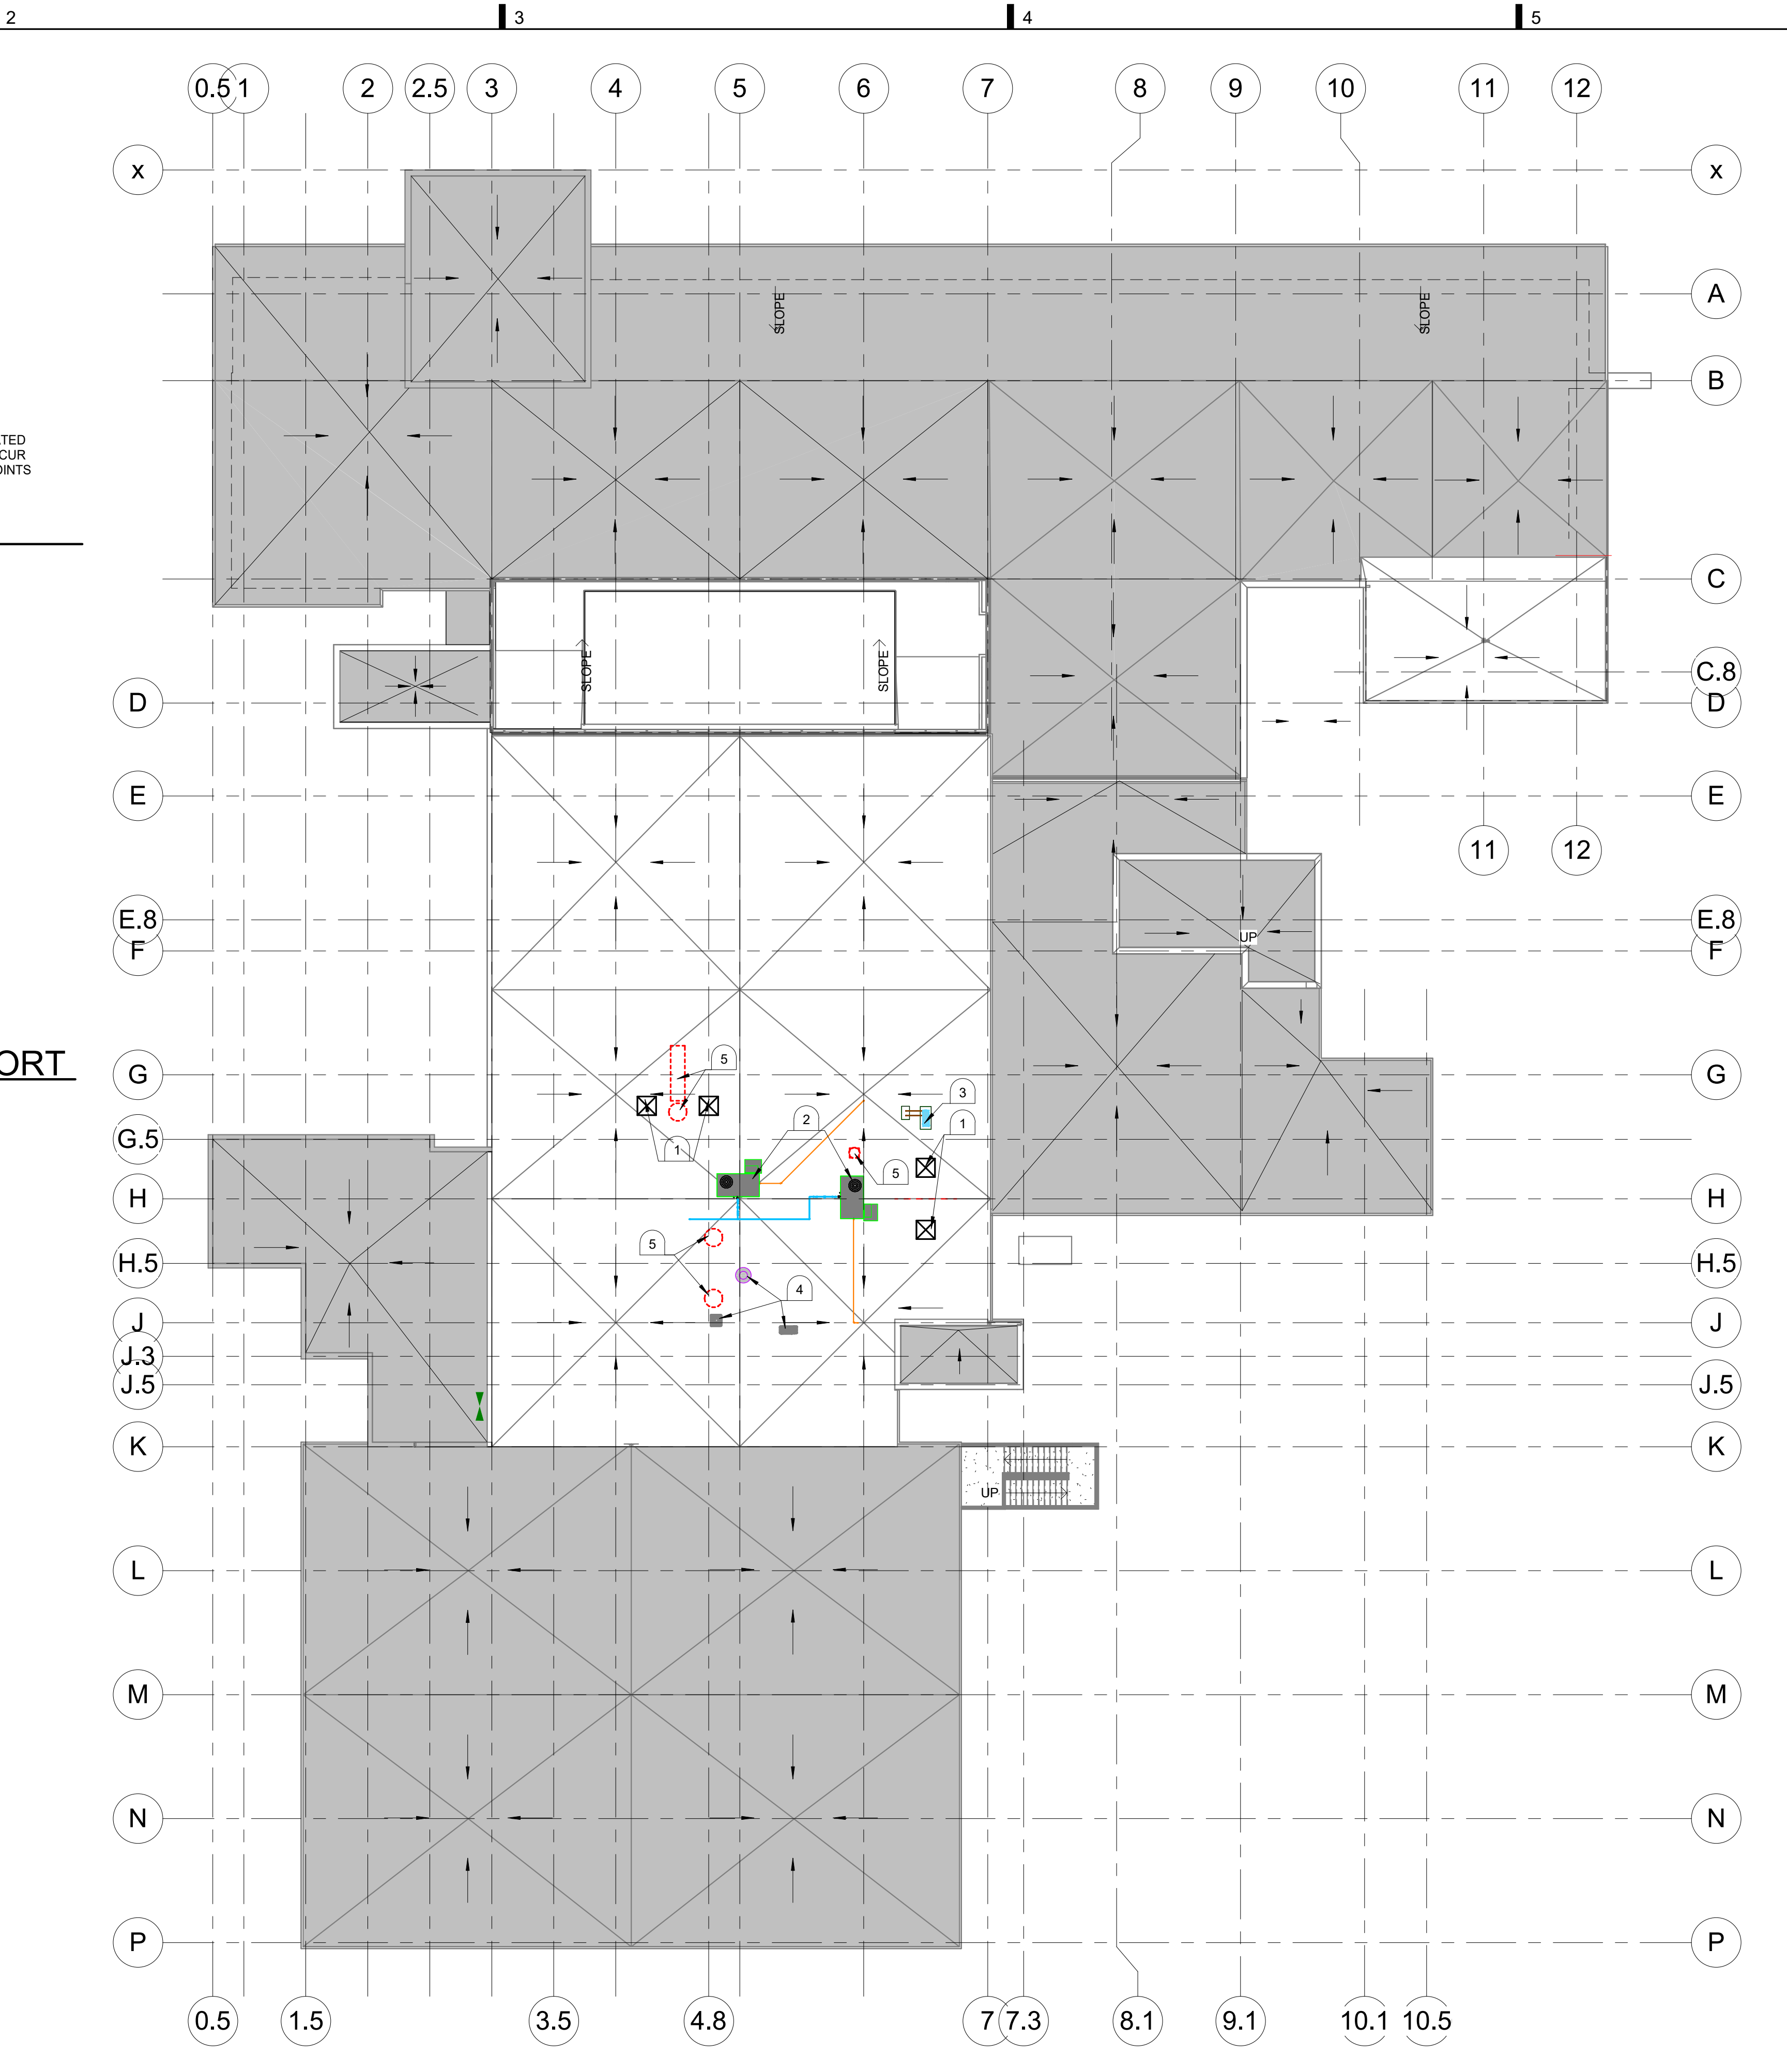 2 3 4 5
0.5 1 2 2.5 3 4 5 6 7 8 9 10 11 12
x x
A
SLOPE SLOPE
B
TED
CUR
OINTS
C
SLOPE SLOPE
C.8
D D
E E
11 12
E.8 E.8
UP
F F
5
ORT
G G
3
2
1
G.5
1
5
H H
5
H.5 H.5
4
J J
J.3
J.5 J.5
K K
UP
L L
M M
N N
P P
0.5 1.5 3.5 4.8 7 7.3 8.1 9.1 10.1 10.5